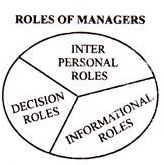 ROLES OF MANAGERS
INTER
PERSONAL
ROLES
DECISION
ROLES
INFORMATIONAL
ROLES